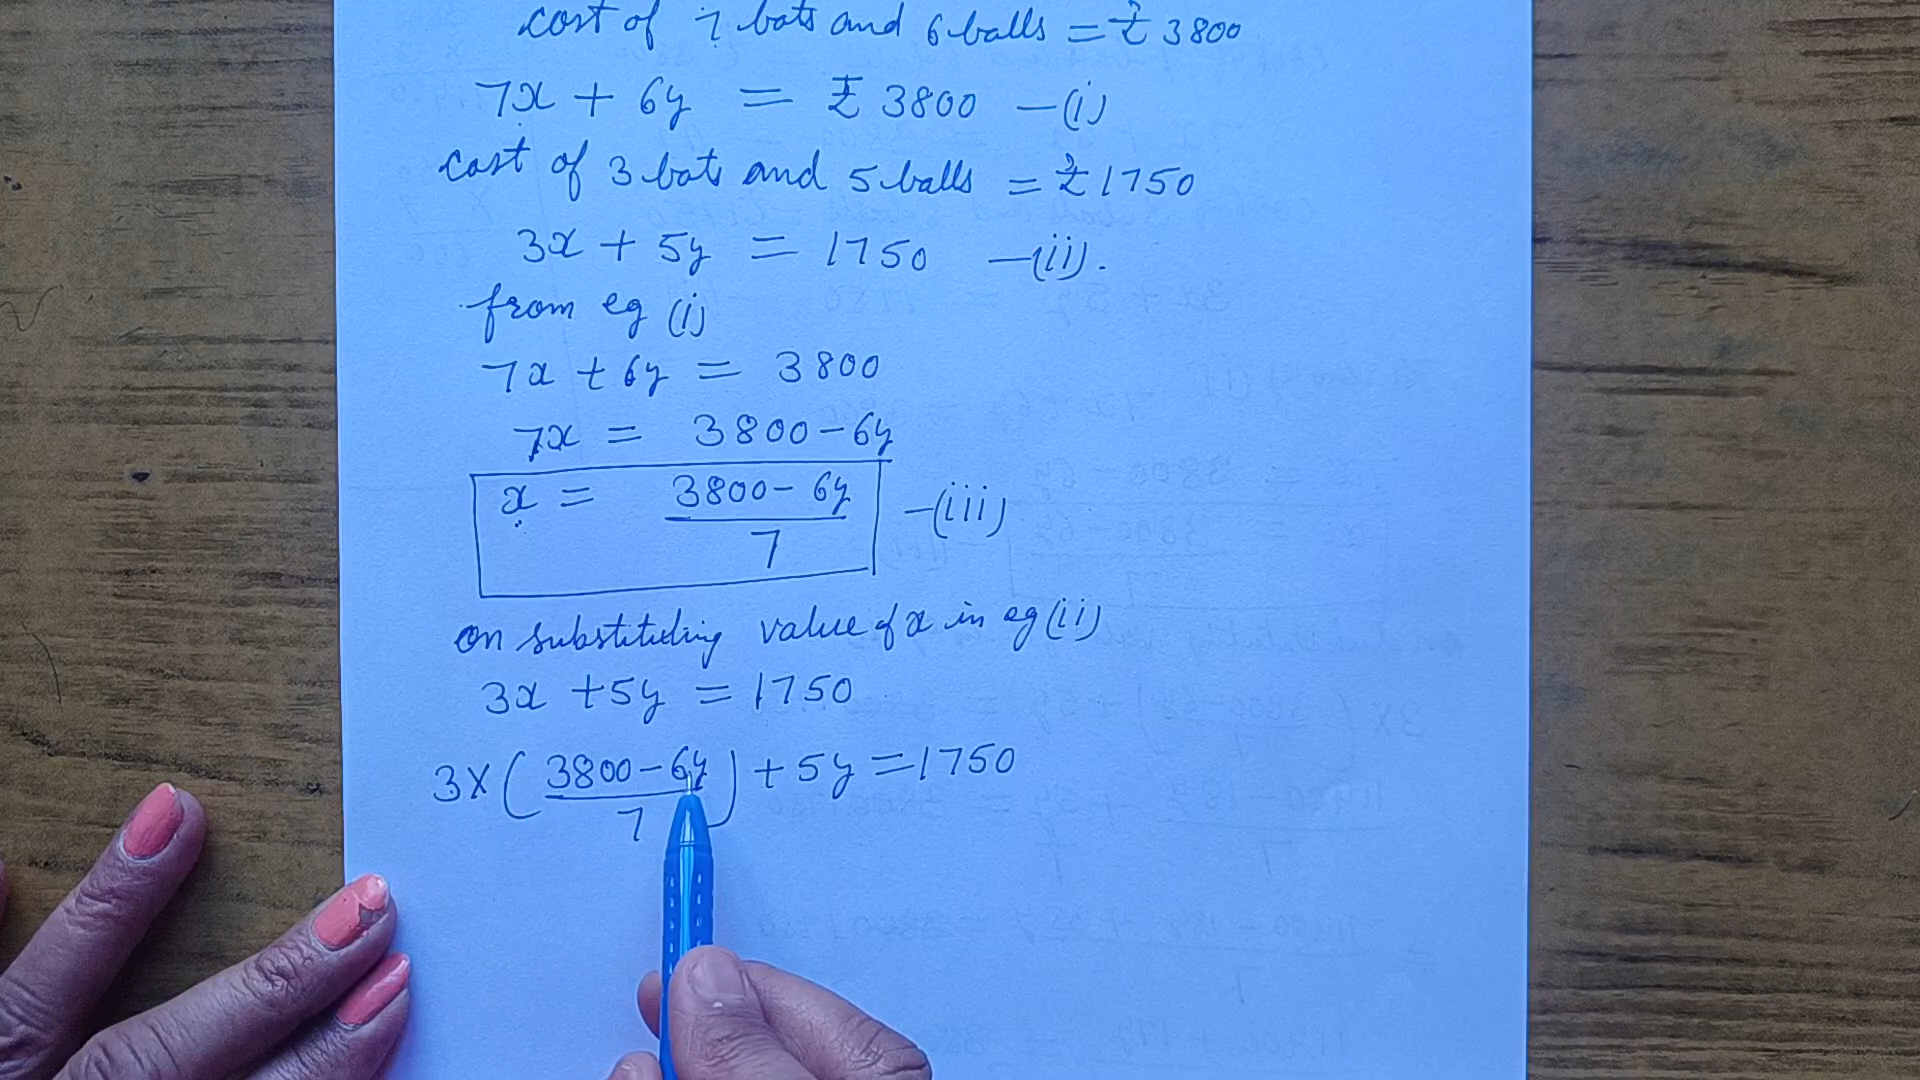 cost of 7 bats and 6 balls = ₹ 3800
7x + 6y = ₹ 3800 -(i)
cost of 3 bats and 5 balls = ₹ 1750
3x + 5y = 1750 -(ii).
from eq (i)
7x + 6y = 3800
7x = 3800 - 6y
x = 3800 - 6y / 7 -(iii)
on substituting value of x in eq (ii)
3x + 5y = 1750
3 x ( 3800 - 6y / 7 ) + 5y = 1750